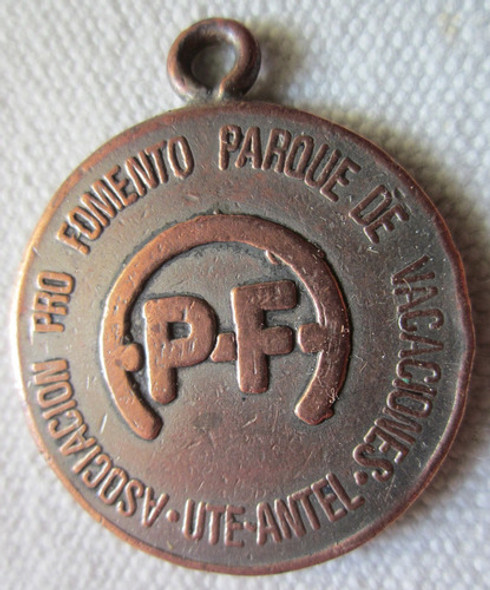 ASOCIACION PRO FOMENTO PARQUE DE VACACIONES·
UTE-ANTEL·
·P·F·